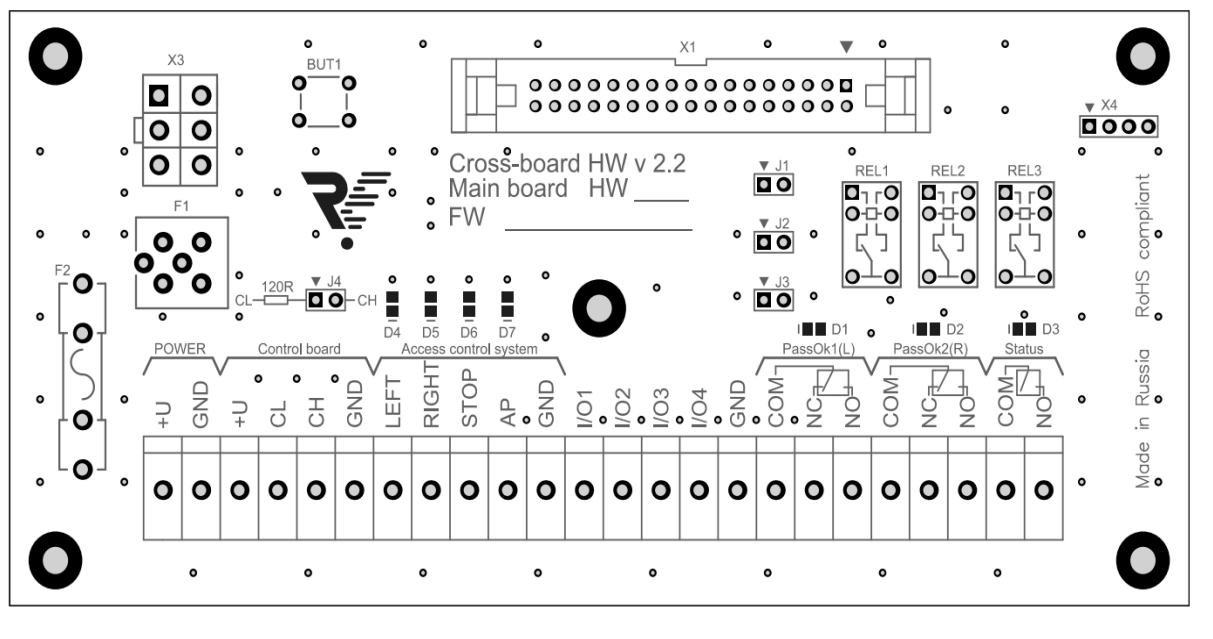 X3
BUT1
X1
X4
Cross-board HW v 2.2
Main board HW
FW
J1
REL1
REL2
REL3
F1
J2
F2
120R
J4
J3
CL
CH
D4
D5
D6
D7
D1
D2
D3
POWER
Control board
Access control system
PassOk1(L)
PassOk2(R)
Status
+U
GND
+U
CL
CH
GND
LEFT
RIGHT
STOP
AP
GND
I/O1
I/O2
I/O3
I/O4
GND
COM
NC
NO
COM
NC
NO
COM
NO
Made in Russia RoHS compliant